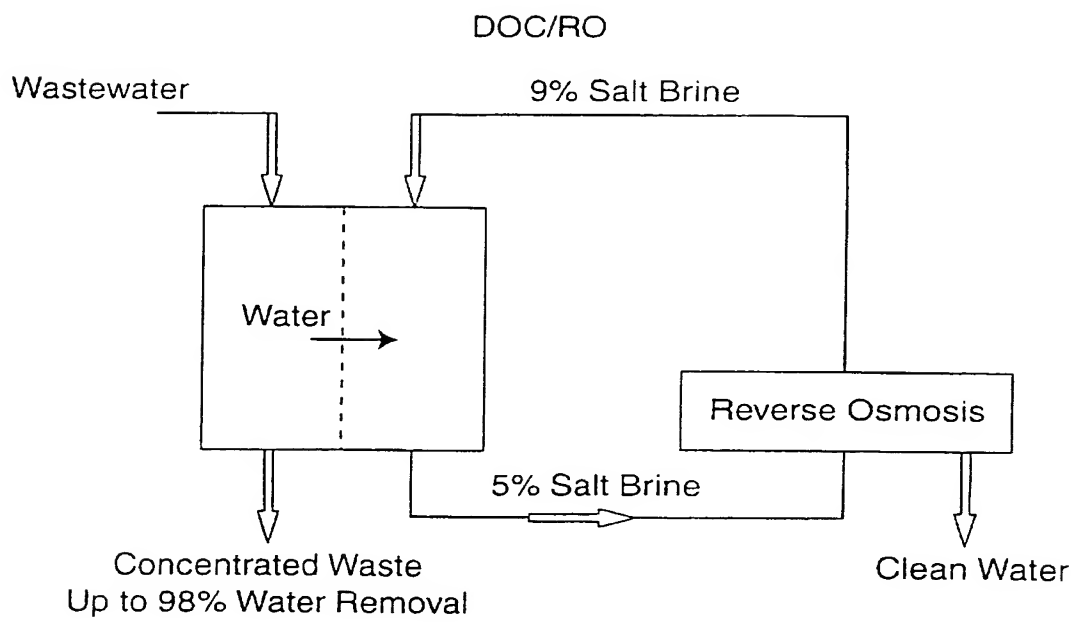 DOC/RO
Wastewater
9% Salt Brine
Water
Reverse Osmosis
5% Salt Brine
Concentrated Waste
Up to 98% Water Removal
Clean Water